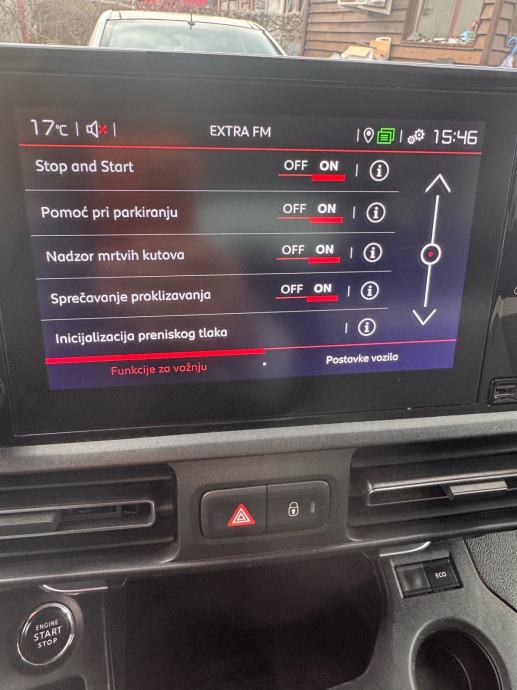 17°C EXTRA FM 15:46
Stop and Start OFF ON
Pomoć pri parkiranju OFF ON
Nadzor mrtvih kutova OFF ON
Sprečavanje proklizavanja OFF ON
Inicijalizacija preniskog tlaka
Funkcije za vožnju Postavke vozila
ECO
ENGINE
START
STOP